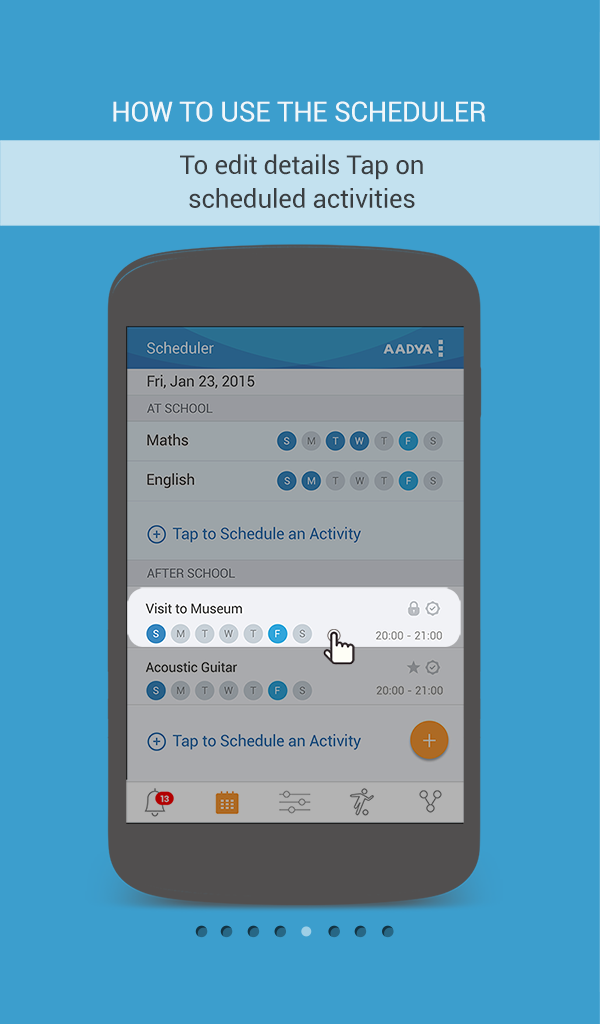 HOW TO USE THE SCHEDULER
To edit details Tap on
scheduled activities
Scheduler AADYA
Fri, Jan 23, 2015
AT SCHOOL
Maths S M T W T F S
English S M T W T F S
Tap to Schedule an Activity
AFTER SCHOOL
Visit to Museum
S M T W T F S 20:00 - 21:00
Acoustic Guitar
S M T W T F S 20:00 - 21:00
Tap to Schedule an Activity
13